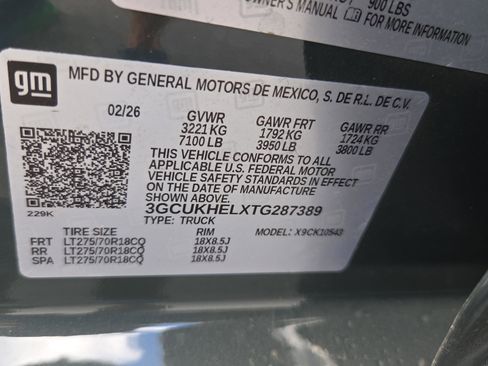 900 LBS
OWNER'S MANUAL FOR MORE
gm
MFD BY GENERAL MOTORS DE MEXICO, S. DE R.L. DE C.V.
02/26 GVWR GAWR FRT GAWR RR
3221 KG 1792 KG 1724 KG
7100 LB 3950 LB 3800 LB
THIS VEHICLE CONFORMS TO ALL
APPLICABLE U.S. FEDERAL MOTOR
VEHICLE SAFETY STANDARDS IN
EFFECT ON THE DATE OF
MANUFACTURE SHOWN ABOVE.
229K 3GCUKHELXTG287389
TYPE: TRUCK MODEL: X9CK10543
TIRE SIZE RIM
FRT LT275/70R18CQ 18X8.5J
RR LT275/70R18CQ 18X8.5J
SPA LT275/70R18CQ 18X8.5J